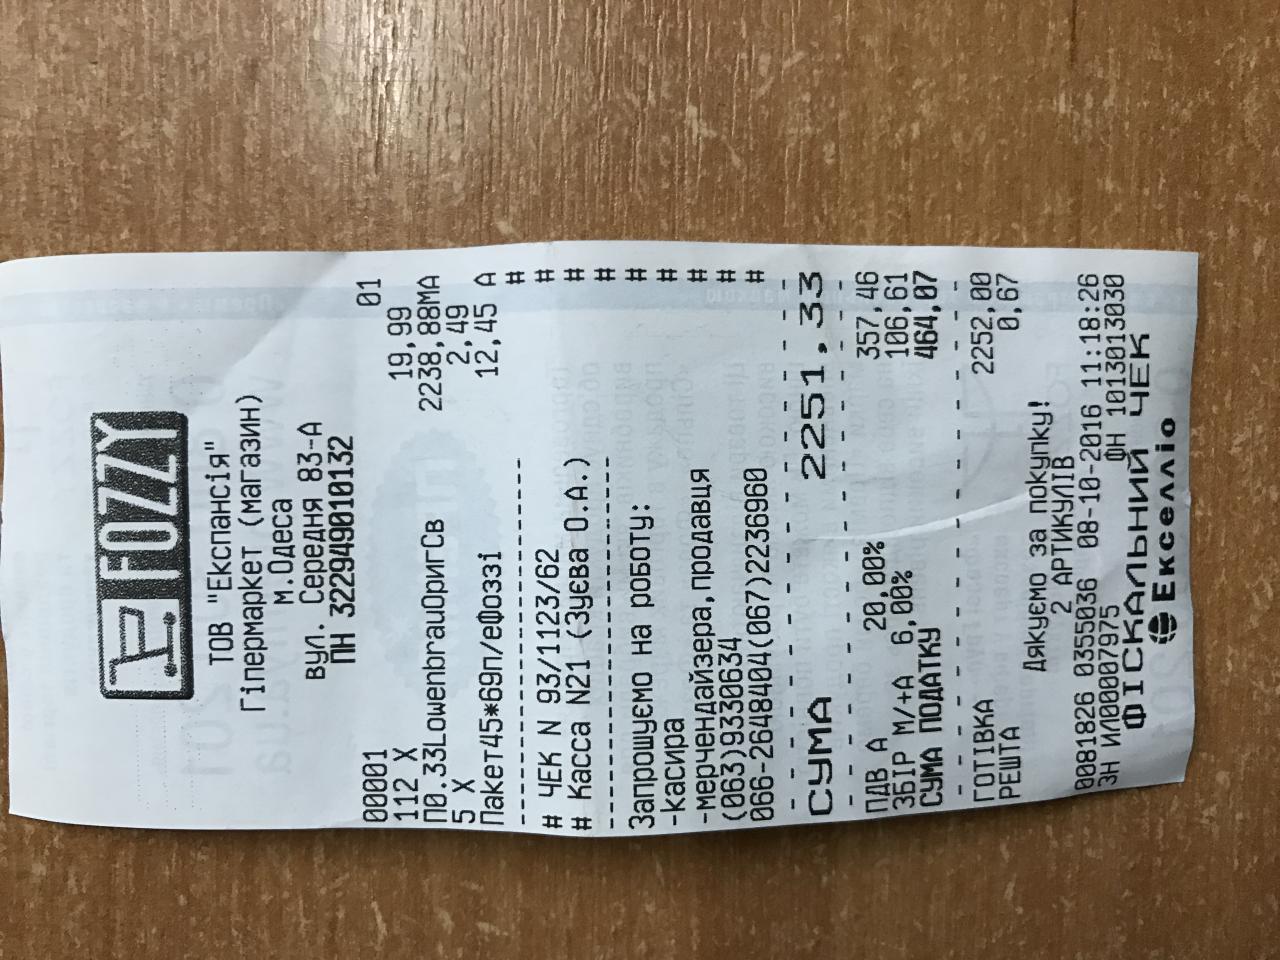 FOZZY
ТОВ "Експансія"
Гіпермаркет (магазин)
м.Одеса
вул. Середня 83-А
ПН 322949010132
00001 01
112 X 19,99
П0.33LowenbrauОригСв 2238,88МА
5 X 2,49
Пакет45*69п/еФоззі 12,45 А
------------------------ #
# ЧЕК N 93/1123/62 #
# Касса N21 (Зуєва О.А.) #
------------------------ #
Запрошуємо на роботу: #
-касира #
-мерчендайзера,продавця #
(063)9330634 #
066-2648404(067)2236960 #
СУМА 2251,33
ПДВ А 20,00% 357,46
ЗБІР М/+А 6,00% 106,61
СУМА ПОДАТКУ 464,07
ГОТІВКА 2252,00
РЕШТА 0,67
Дякуємо за покупку!
2 АРТИКУЛІВ
0081826 0355036 08-10-2016 11:18:26
ЗН ИЛ00007975 ФН 1013013030
ФІСКАЛЬНИЙ ЧЕК
Екселліо